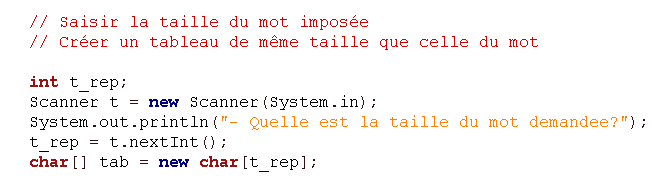 // Saisir la taille du mot imposée
// Créer un tableau de même taille que celle du mot
int t_rep;
Scanner t = new Scanner(System.in);
System.out.println("- Quelle est la taille du mot demandee?");
t_rep = t.nextInt();
char[] tab = new char[t_rep];